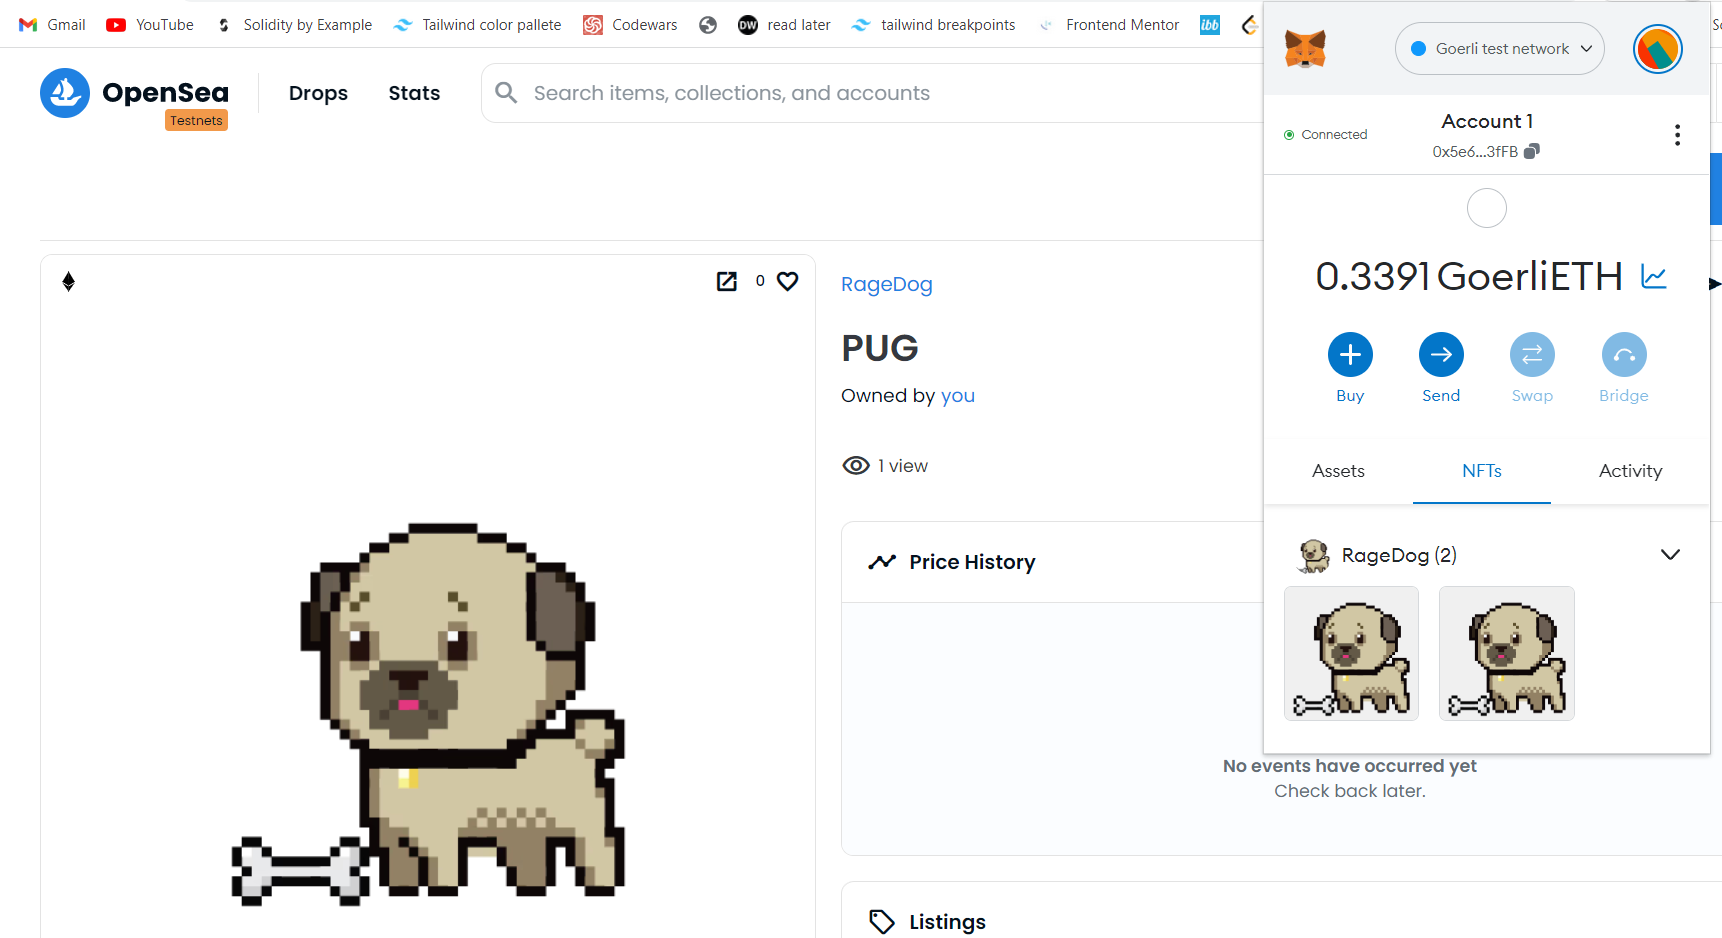 Gmail
YouTube
Solidity by Example
Tailwind color pallete
Codewars
DW read later
tailwind breakpoints
Frontend Mentor
ibb
OpenSea
Testnets
Drops
Stats
Search items, collections, and accounts
0
RageDog
PUG
Owned by you
1 view
Price History
No events have occurred yet
Check back later.
Listings
Goerli test network
Connected
Account 1
0x5e6...3fFB
0.3391 GoerliETH
Buy
Send
Swap
Bridge
Assets
NFTs
Activity
RageDog (2)